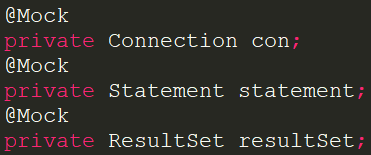 @Mock
private Connection con;
@Mock
private Statement statement;
@Mock
private ResultSet resultSet;